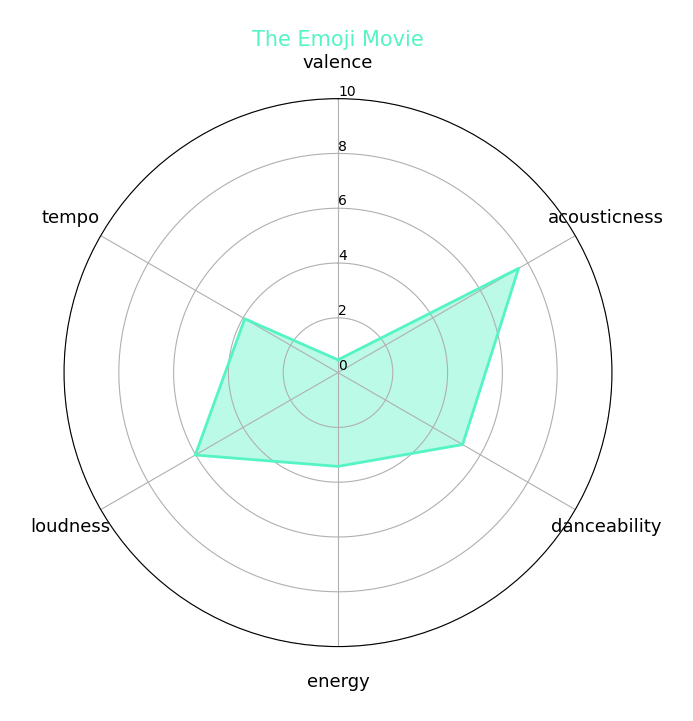 The Emoji Movie
valence
10
8
tempo
acousticness
6
4
2
0
loudness
danceability
energy